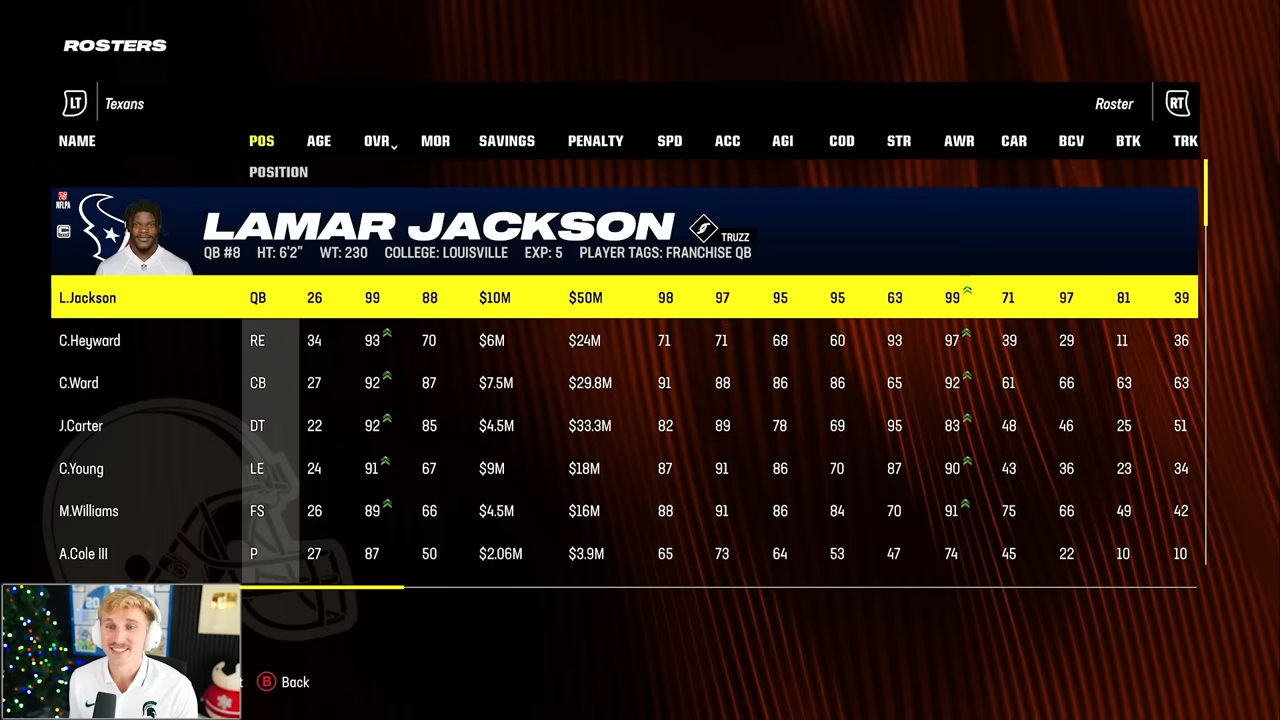 ROSTERS
LT Texans Roster RT
NAME POS AGE OVR MOR SAVINGS PENALTY SPD ACC AGI COD STR AWR CAR BCV BTK TRK
POSITION
LAMAR JACKSON TRUZZ
QB #8 HT: 6'2" WT: 230 COLLEGE: LOUISVILLE EXP: 5 PLAYER TAGS: FRANCHISE QB
L.Jackson QB 26 99 88 $10M $50M 98 97 95 95 63 99 71 97 81 39
C.Heyward RE 34 93 70 $6M $24M 71 71 68 60 93 97 39 29 11 36
C.Ward CB 27 92 87 $7.5M $29.8M 91 88 86 86 65 92 61 66 63 63
J.Carter DT 22 92 85 $4.5M $33.3M 82 89 78 69 95 83 48 46 25 51
C.Young LE 24 91 67 $9M $18M 87 91 86 70 87 90 43 36 23 34
M.Williams FS 26 89 66 $4.5M $16M 88 91 86 84 70 91 75 66 49 42
A.Cole III P 27 87 50 $2.06M $3.9M 65 73 64 53 47 74 45 22 10 10
B Back